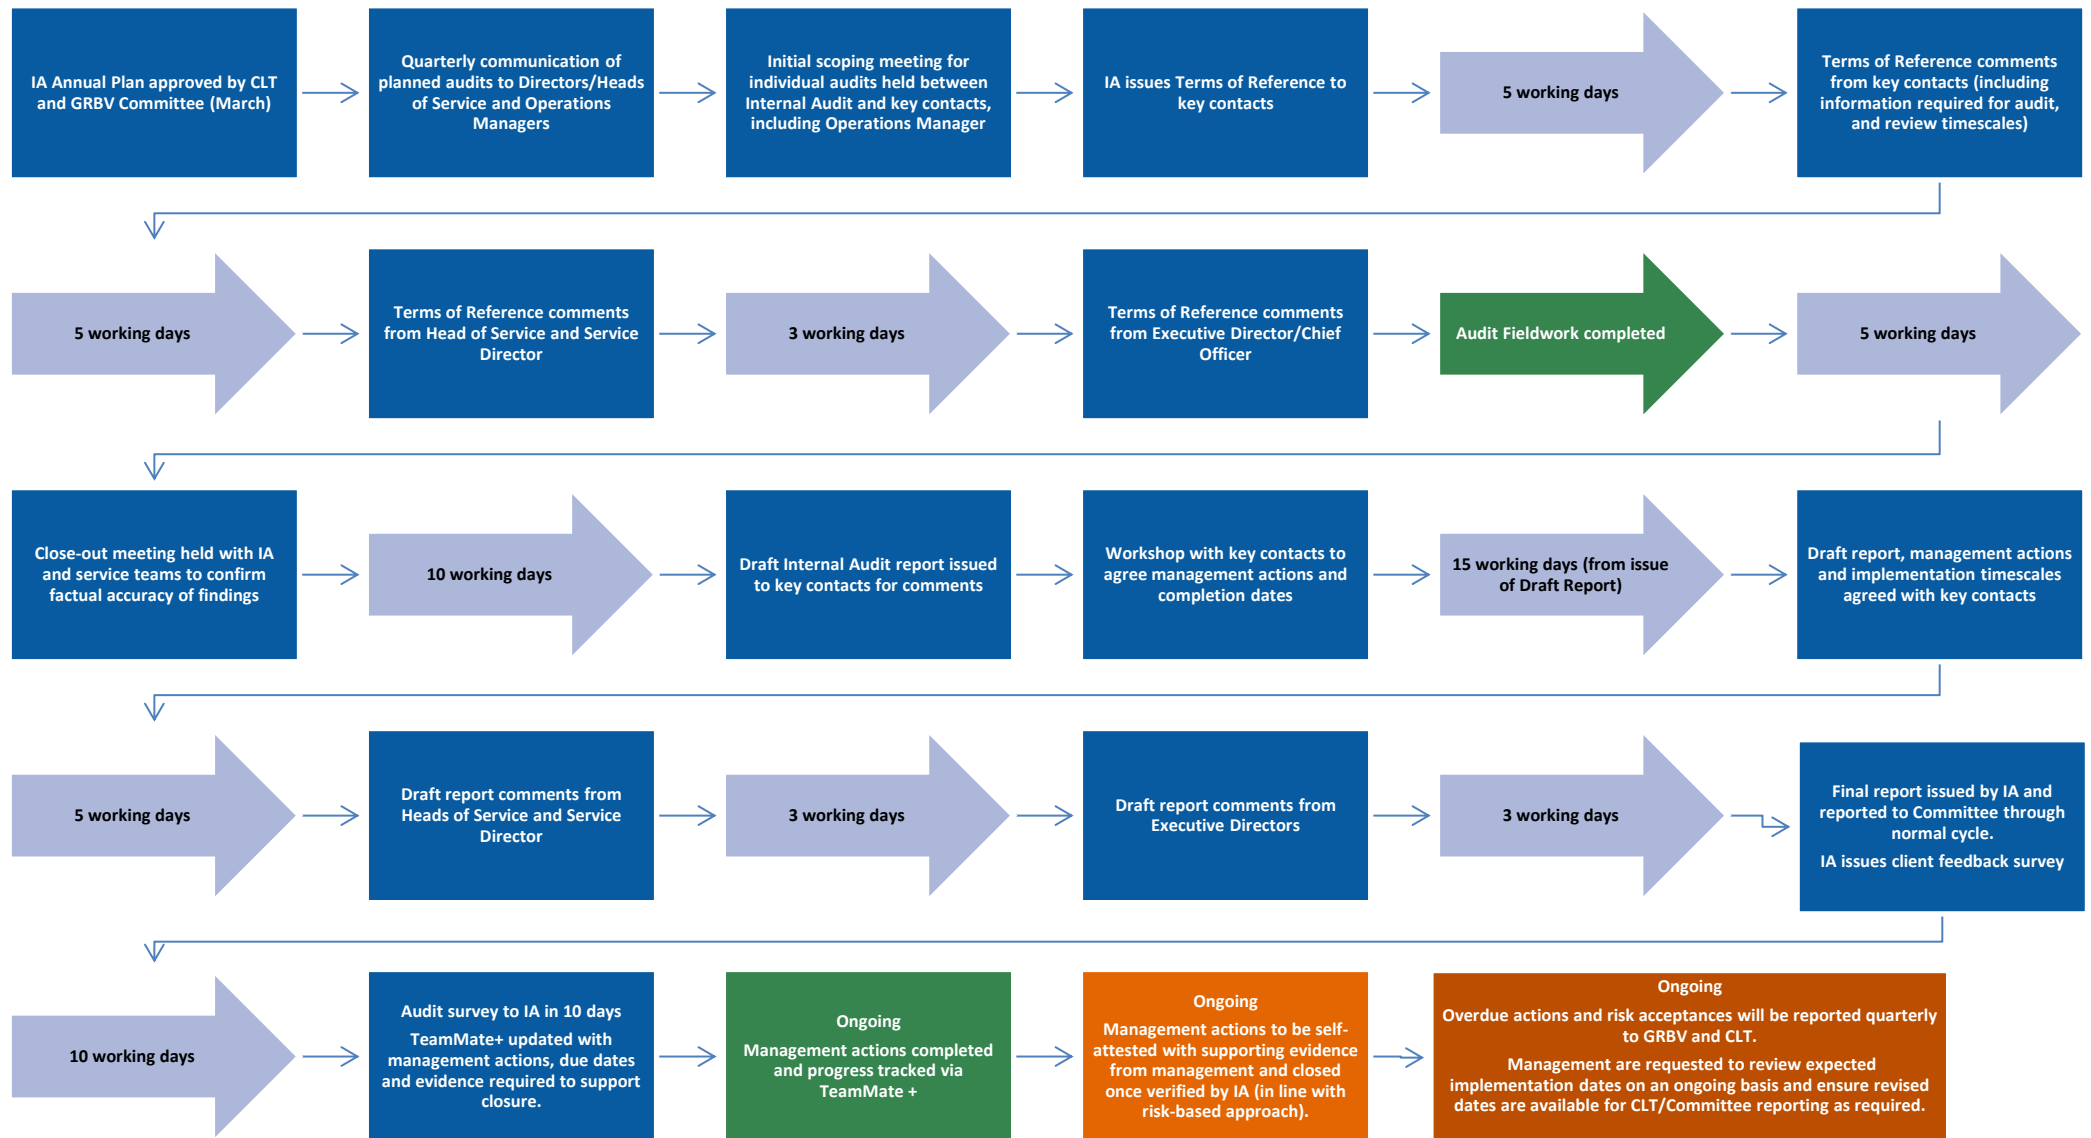 IA Annual Plan approved by CLT
and GRBV Committee (March)
Quarterly communication of
planned audits to Directors/Heads
of Service and Operations
Managers
Initial scoping meeting for
individual audits held between
Internal Audit and key contacts,
including Operations Manager
IA issues Terms of Reference to
key contacts
5 working days
Terms of Reference comments
from key contacts (including
information required for audit,
and review timescales)
5 working days
Terms of Reference comments
from Head of Service and Service
Director
3 working days
Terms of Reference comments
from Executive Director/Chief
Officer
Audit Fieldwork completed
5 working days
Close-out meeting held with IA
and service teams to confirm
factual accuracy of findings
10 working days
Draft Internal Audit report issued
to key contacts for comments
Workshop with key contacts to
agree management actions and
completion dates
15 working days (from issue
of Draft Report)
Draft report, management actions
and implementation timescales
agreed with key contacts
5 working days
Draft report comments from
Heads of Service and Service
Director
3 working days
Draft report comments from
Executive Directors
3 working days
Final report issued by IA and
reported to Committee through
normal cycle.
IA issues client feedback survey
10 working days
Audit survey to IA in 10 days
TeamMate+ updated with
management actions, due dates
and evidence required to support
closure.
Ongoing
Management actions completed
and progress tracked via
TeamMate +
Ongoing
Management actions to be self-
attested with supporting evidence
from management and closed
once verified by IA (in line with
risk-based approach).
Ongoing
Overdue actions and risk acceptances will be reported quarterly
to GRBV and CLT.
Management are requested to review expected
implementation dates on an ongoing basis and ensure revised
dates are available for CLT/Committee reporting as required.